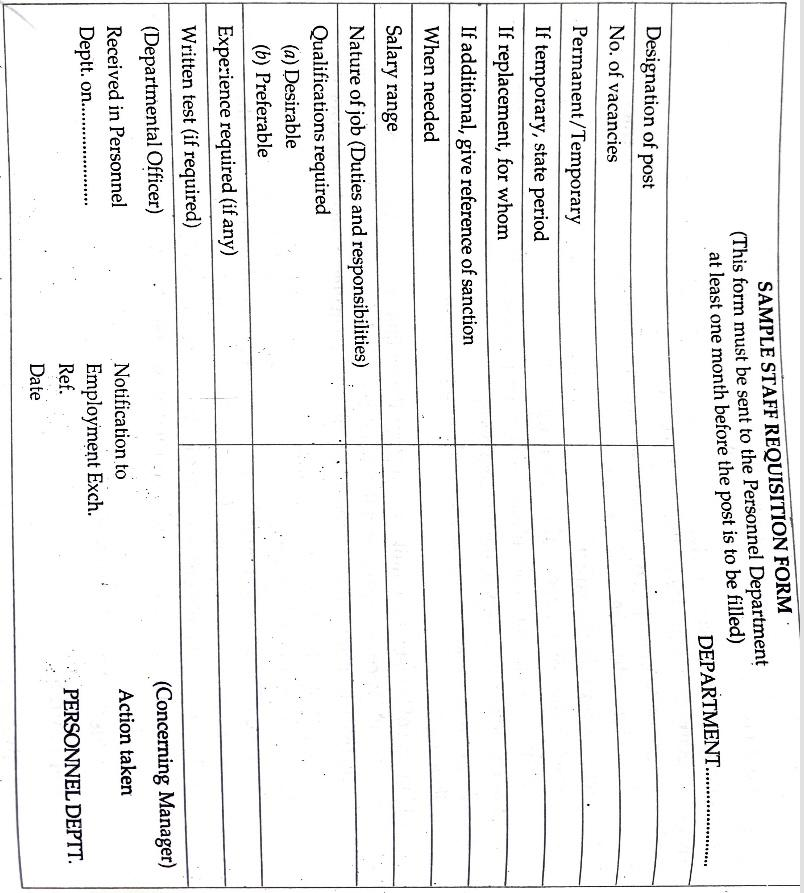 SAMPLE STAFF REQUISITION FORM
(This form must be sent to the Personnel Department
at least one month before the post is to be filled)
DEPARTMENT........................
Designation of post
No. of vacancies
Permanent/Temporary
If temporary, state period
If replacement, for whom
If additional, give reference of sanction
When needed
Salary range
Nature of job (Duties and responsibilities)
Qualifications required
(a) Desirable
(b) Preferable
Experience required (if any)
Written test (if required)
(Departmental Officer)
(Concerning Manager)
Received in Personnel
Deptt. on........................
Notification to
Employment Exch.
Ref.
Date
Action taken
PERSONNEL DEPTT.